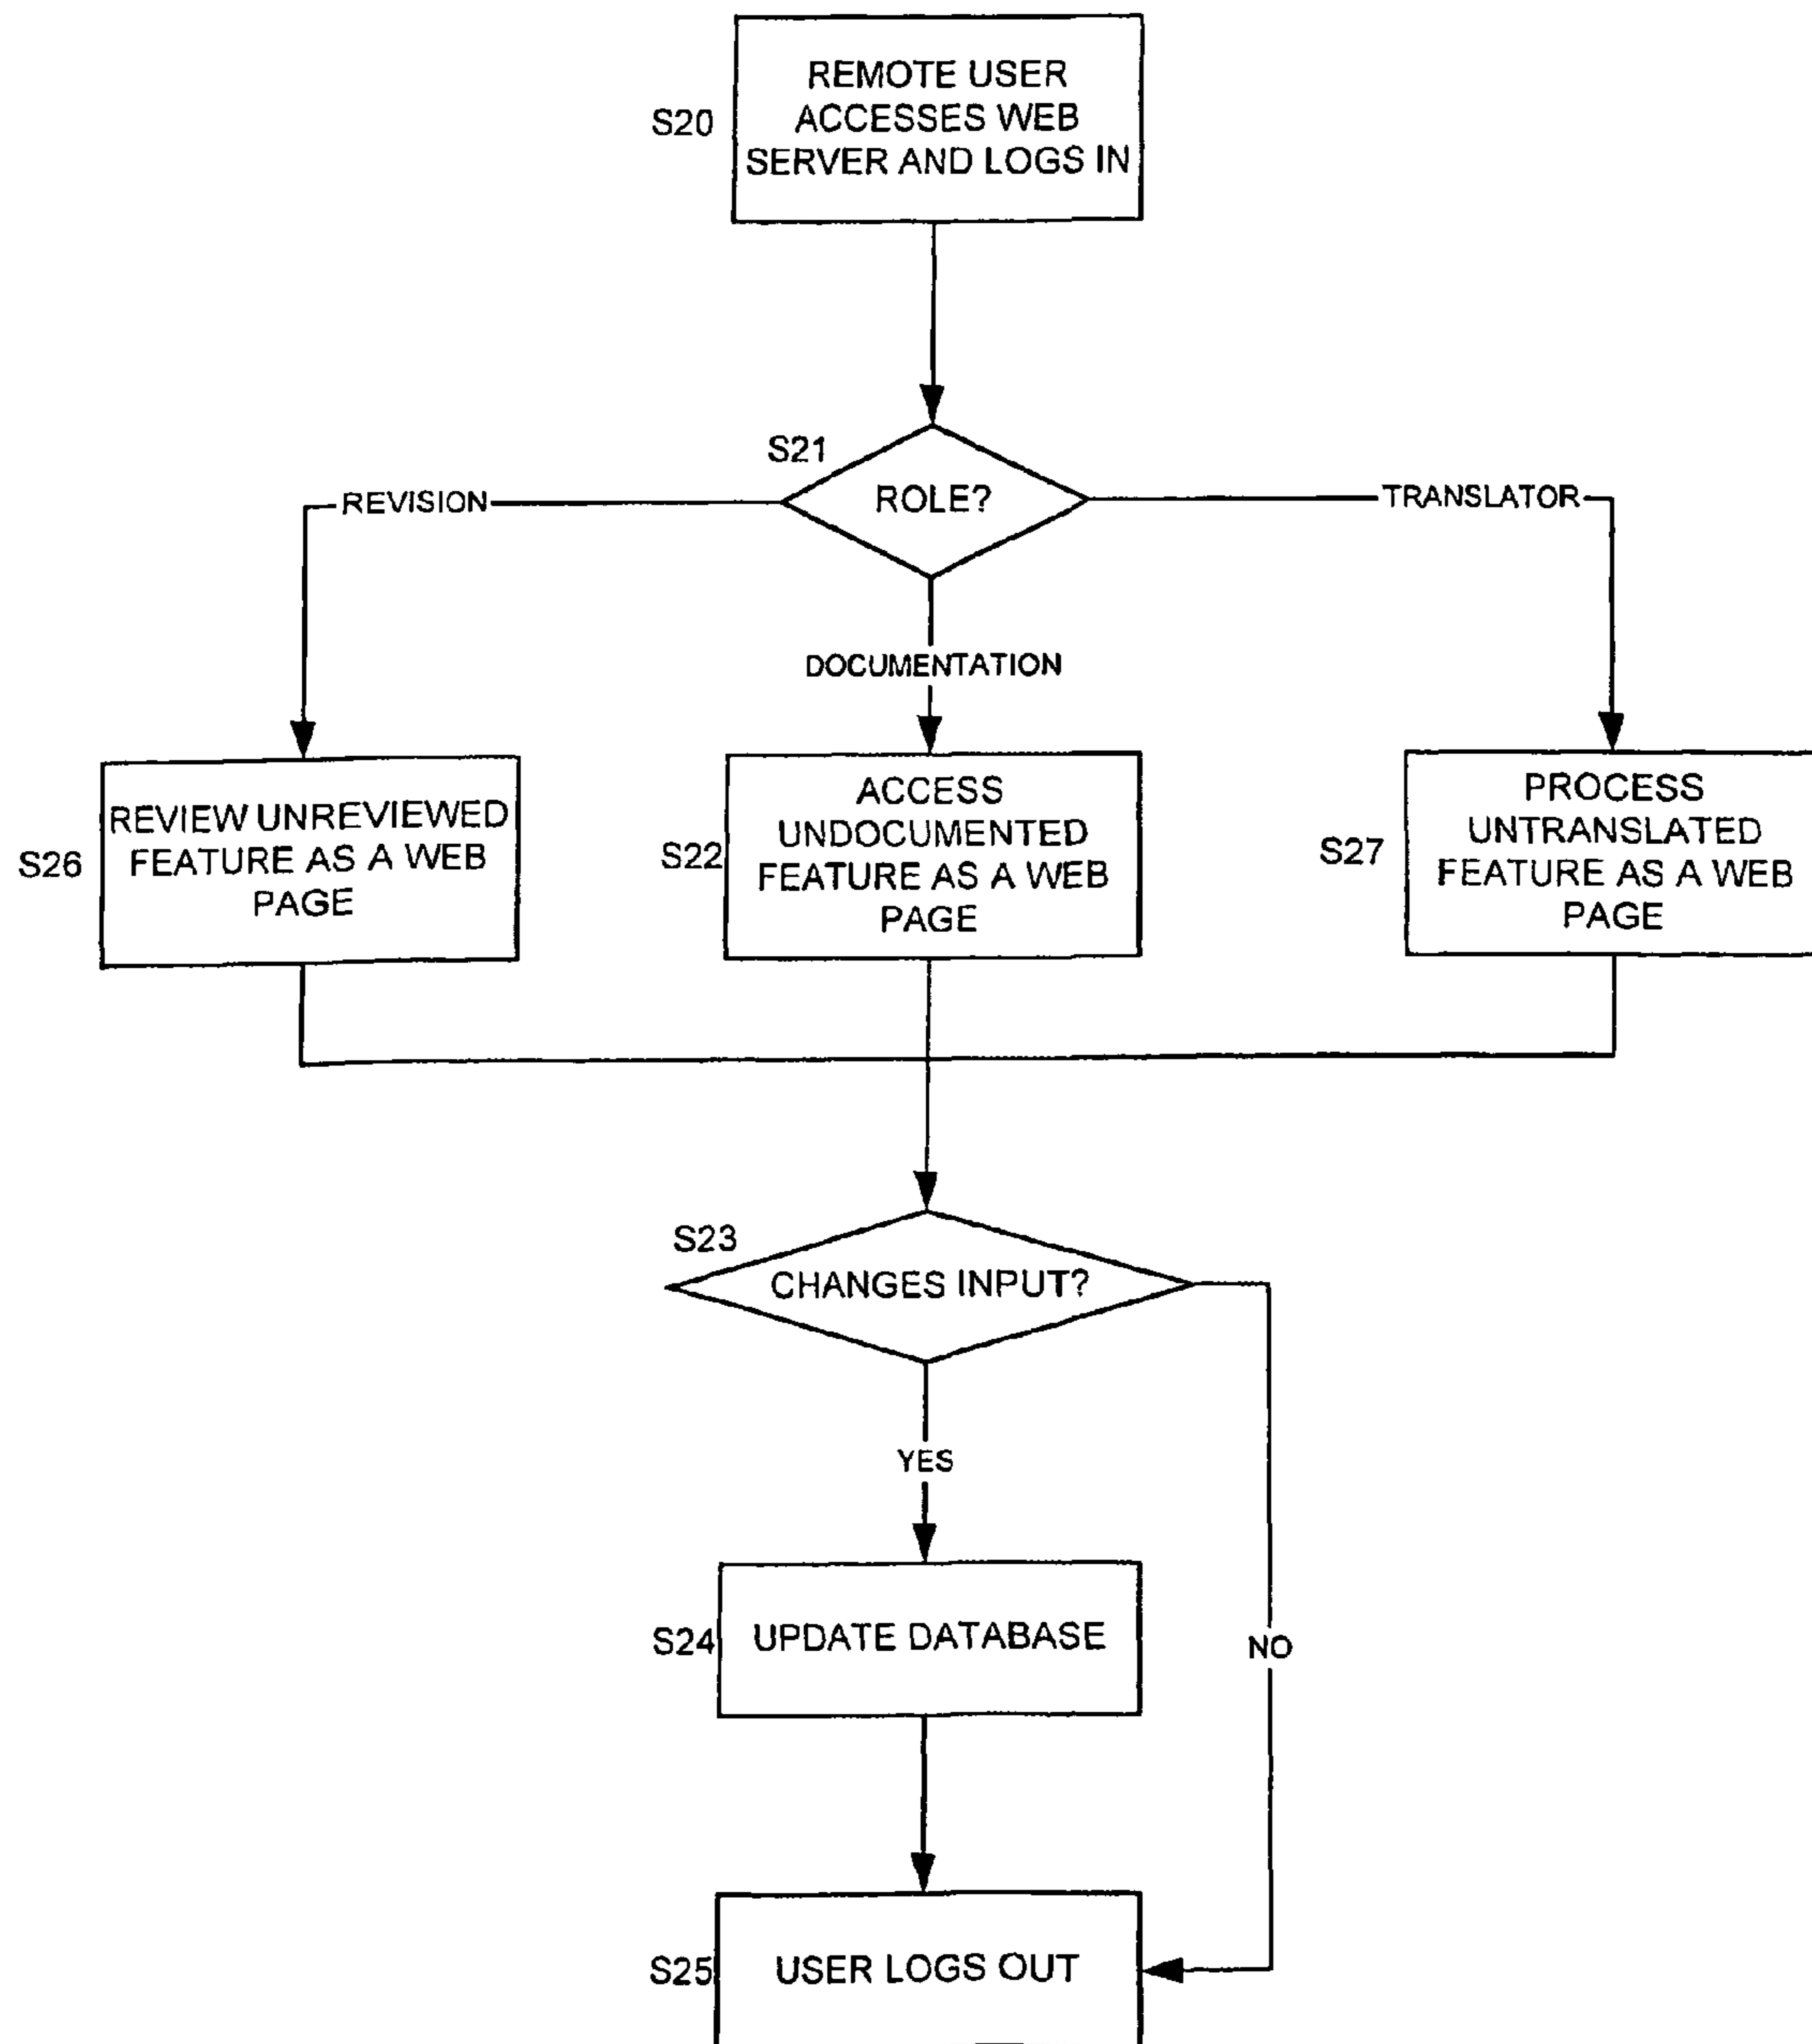 REMOTE USER
ACCESSES WEB
SERVER AND LOGS IN
S20
S21
ROLE?
REVISION
TRANSLATOR
DOCUMENTATION
REVIEW UNREVIEWED
FEATURE AS A WEB
PAGE
S26
ACCESS
UNDOCUMENTED
FEATURE AS A WEB
PAGE
S22
PROCESS
UNTRANSLATED
FEATURE AS A WEB
PAGE
S27
S23
CHANGES INPUT?
YES
NO
S24
UPDATE DATABASE
S25
USER LOGS OUT